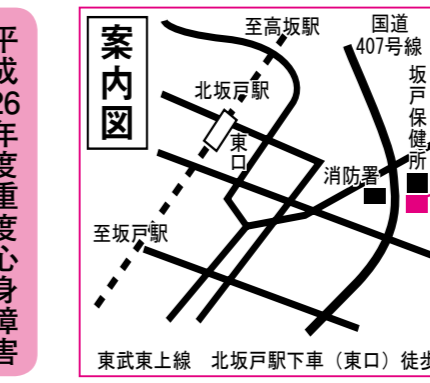 平成26年度重度心身障害
案内図
至高坂駅
国道
407号線
北坂戸駅
坂戸保健所
東口
消防署
至坂戸駅
東武東上線　北坂戸駅下車（東口）徒歩